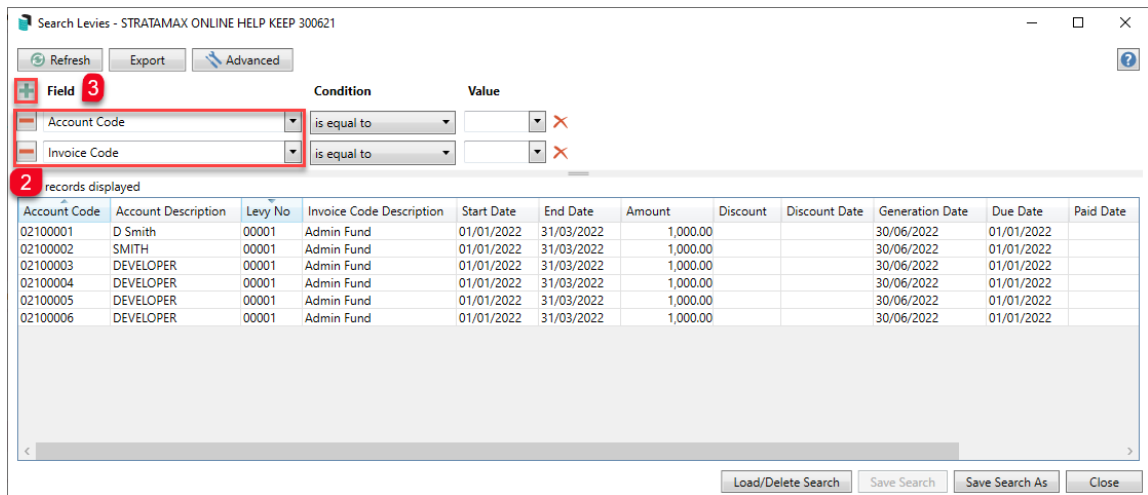 Search Levies - STRATAMAX ONLINE HELP KEEP 300621
Refresh Export Advanced ?
Field 3 Condition Value
Account Code is equal to
Invoice Code is equal to
2 records displayed
Account Code Account Description Levy No Invoice Code Description Start Date End Date Amount Discount Discount Date Generation Date Due Date Paid Date
02100001 D Smith 00001 Admin Fund 01/01/2022 31/03/2022 1,000.00 30/06/2022 01/01/2022
02100002 SMITH 00001 Admin Fund 01/01/2022 31/03/2022 1,000.00 30/06/2022 01/01/2022
02100003 DEVELOPER 00001 Admin Fund 01/01/2022 31/03/2022 1,000.00 30/06/2022 01/01/2022
02100004 DEVELOPER 00001 Admin Fund 01/01/2022 31/03/2022 1,000.00 30/06/2022 01/01/2022
02100005 DEVELOPER 00001 Admin Fund 01/01/2022 31/03/2022 1,000.00 30/06/2022 01/01/2022
02100006 DEVELOPER 00001 Admin Fund 01/01/2022 31/03/2022 1,000.00 30/06/2022 01/01/2022
Load/Delete Search Save Search Save Search As Close